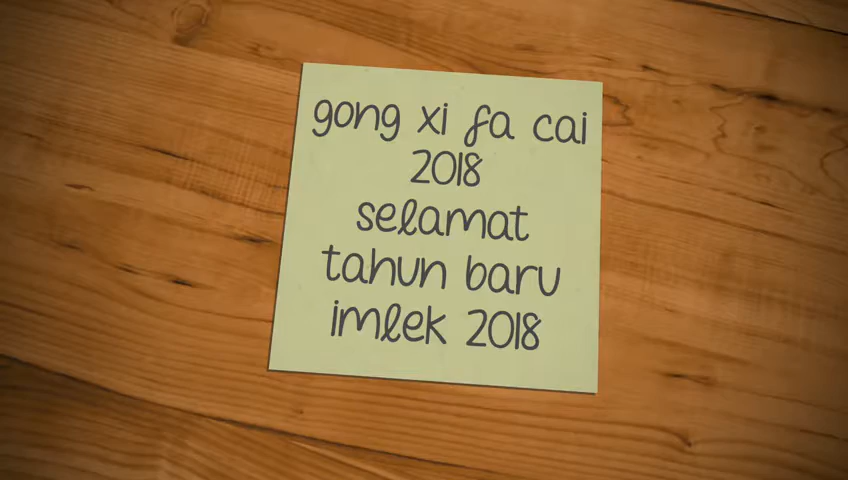 gong xi fa cai
2018
selamat
tahun baru
imlek 2018